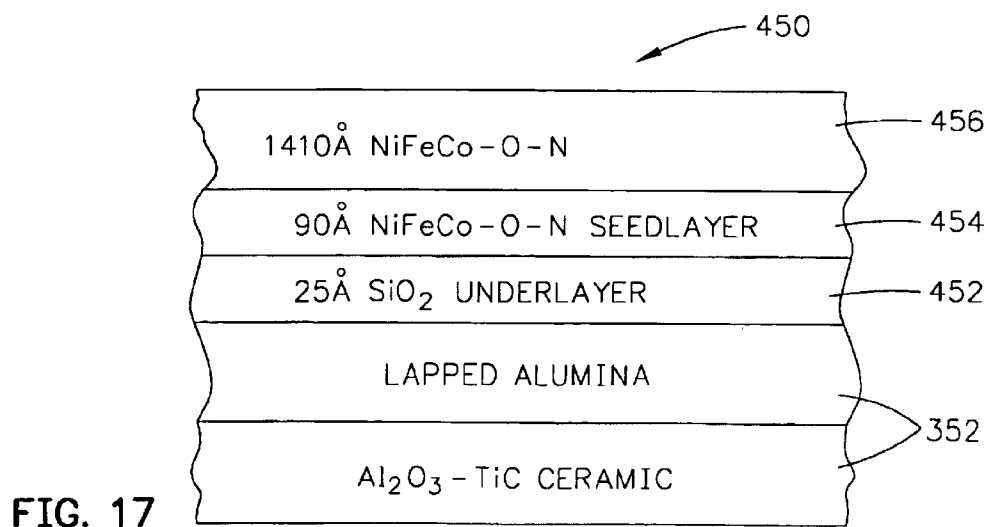 450
1410Å NiFeCo-O-N
456
90Å NiFeCo-O-N SEEDLAYER
454
25Å SiO₂ UNDERLAYER
452
LAPPED ALUMINA
352
Al₂O₃-TiC CERAMIC
FIG. 17